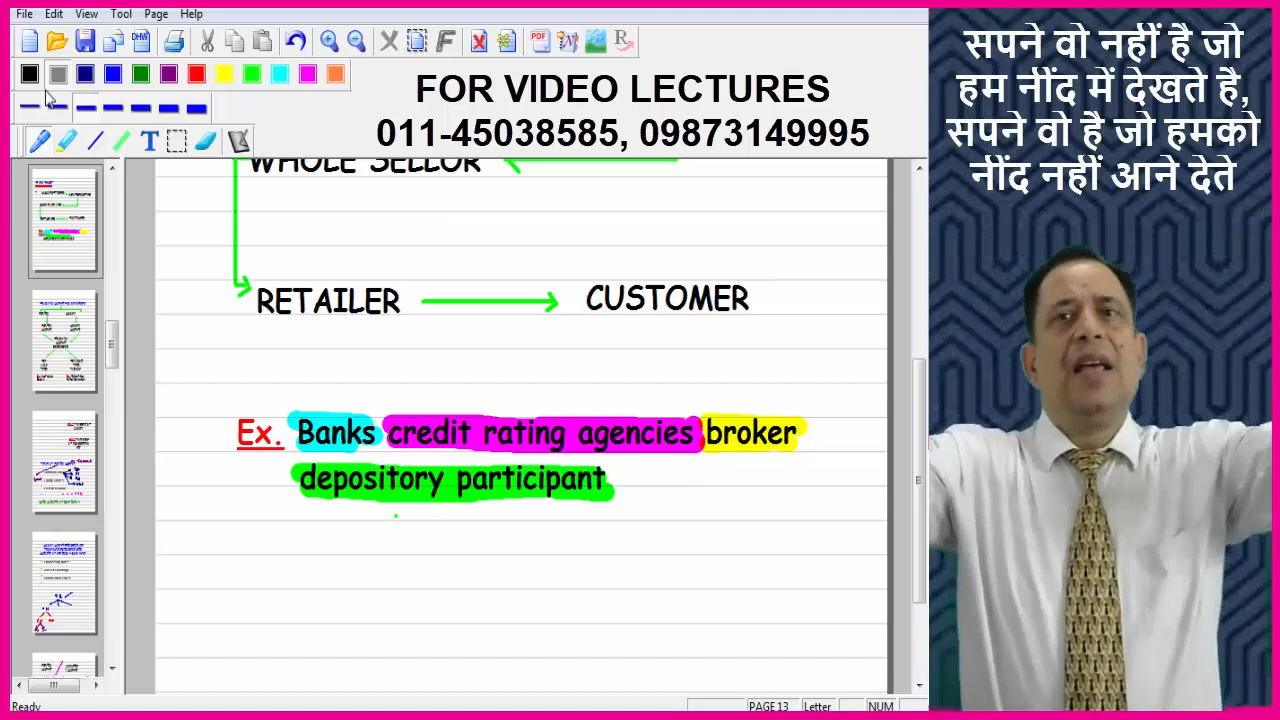 File Edit View Tool Page Help
FOR VIDEO LECTURES
011-45038585, 09873149995
सपने वो नहीं है जो
हम नींद में देखते है,
सपने वो है जो हमको
नींद नहीं आने देते
WHOLE SELLOR
RETAILER CUSTOMER
Ex. Banks credit rating agencies broker
depository participant
Ready PAGE 13 Letter NUM